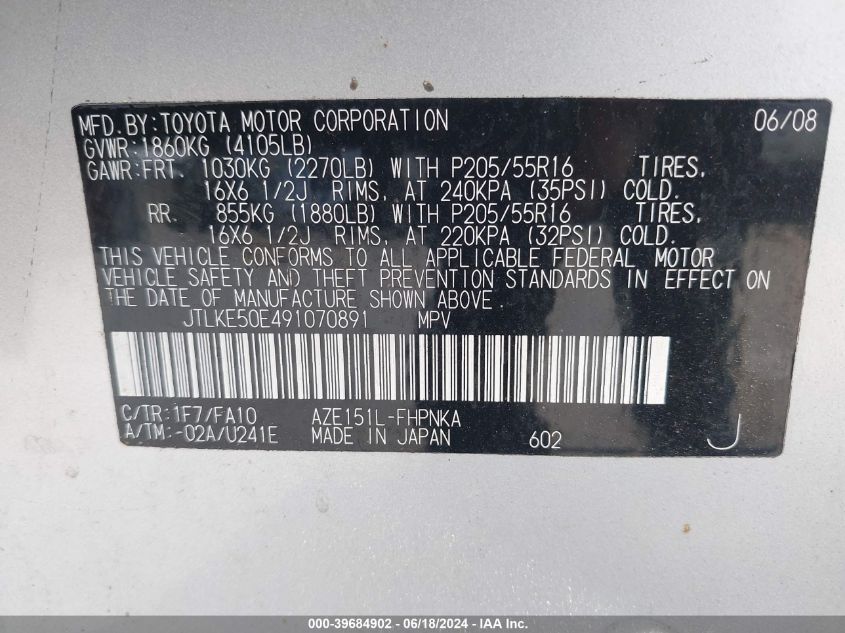 MFD.BY:TOYOTA MOTOR CORPORATION 06/08
GVWR:1860KG (4105LB)
GAWR:FRT. 1030KG (2270LB) WITH P205/55R16 TIRES,
16X6 1/2J RIMS, AT 240KPA (35PSI) COLD.
RR. 855KG (1880LB) WITH P205/55R16 TIRES,
16X6 1/2J RIMS, AT 220KPA (32PSI) COLD.
THIS VEHICLE CONFORMS TO ALL APPLICABLE FEDERAL MOTOR
VEHICLE SAFETY AND THEFT PREVENTION STANDARDS IN EFFECT ON
THE DATE OF MANUFACTURE SHOWN ABOVE.
JTLKE50E491070891 MPV
C/TR:1F7/FA10 AZE151L-FHPNKA
A/TM:-02A/U241E MADE IN JAPAN 602 J
000-39684902 - 06/18/2024 - IAA Inc.